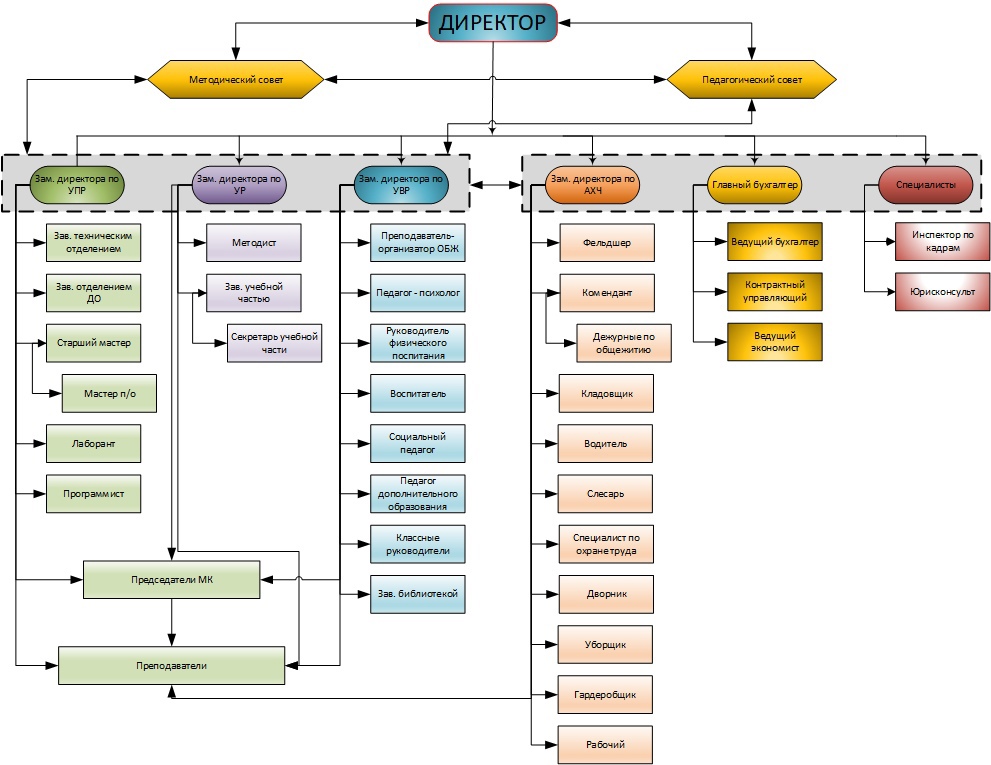 ДИРЕКТОР
Методический совет
Педагогический совет
Зам. директора по
УПР
Зам. директора по
УР
Зам. директора по
УВР
Зам. директора по
АХЧ
Главный бухгалтер
Специалисты
Зав. техническим
отделением
Зав. отделением
ДО
Старший мастер
Мастер п/о
Лаборант
Программист
Методист
Зав. учебной
частью
Секретарь учебной
части
Преподаватель-
организатор ОБЖ
Педагог - психолог
Руководитель
физического
поспитания
Воспитатель
Социальный
педагог
Педагог
дополнительного
образования
Классные
руководители
Зав. библиотекой
Фельдшер
Комендант
Дежурные по
общежитию
Кладовщик
Водитель
Слесарь
Специалист по
охране труда
Дворник
Уборщик
Гардеробщик
Рабочий
Ведущий бухгалтер
Контрактный
управляющий
Ведущий
экономист
Инспектор по
кадрам
Юрисконсульт
Председатели МК
Преподаватели